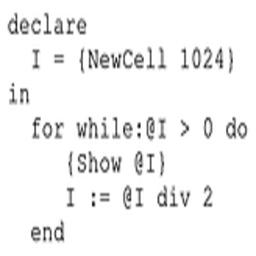 declare
  I = {NewCell 1024}
in
  for while:@I > 0 do
     {Show @I}
     I := @I div 2
  end